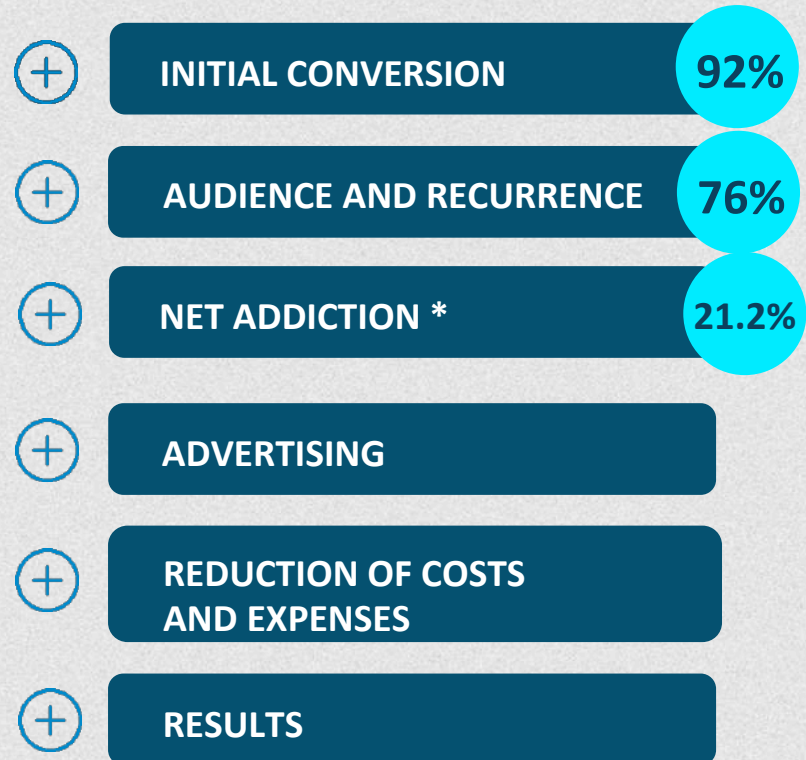 INITIAL CONVERSION 92%
AUDIENCE AND RECURRENCE 76%
NET ADDICTION * 21.2%
ADVERTISING
REDUCTION OF COSTS
AND EXPENSES
RESULTS